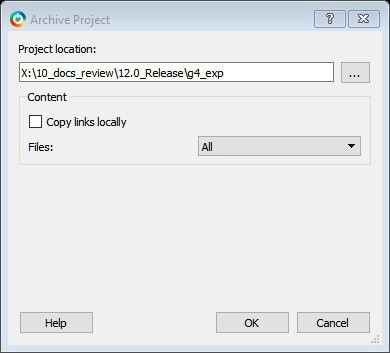 Archive Project
Project location:
X:\10_docs_review\12.0_Release\g4_exp
...
Content
Copy links locally
Files:
All
Help
OK
Cancel